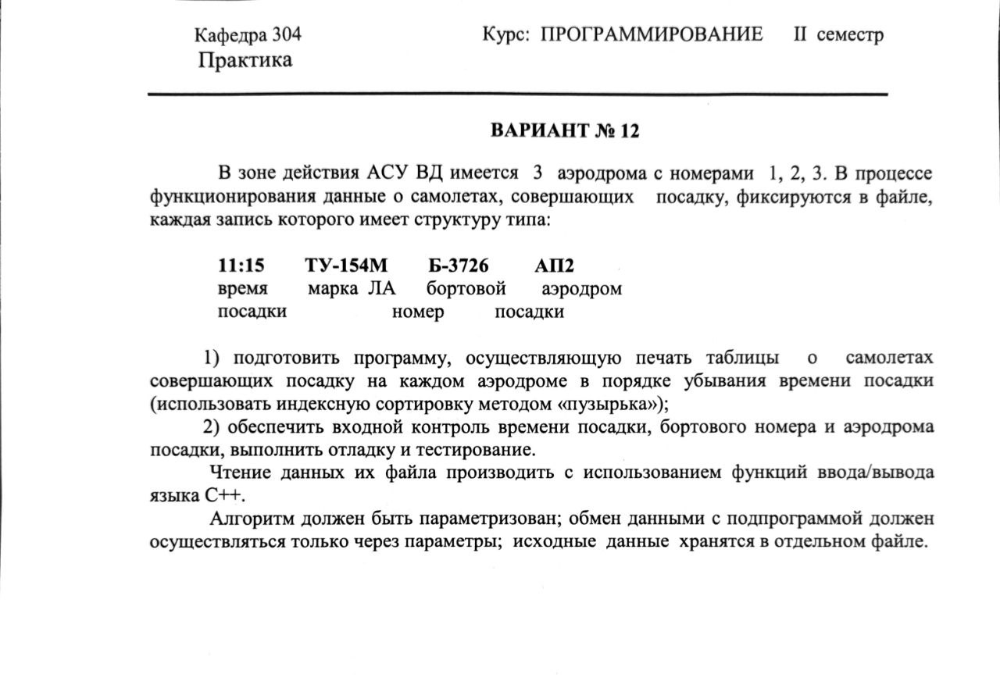 Кафедра 304 Курс: ПРОГРАММИРОВАНИЕ II семестр
Практика
ВАРИАНТ № 12
В зоне действия АСУ ВД имеется 3 аэродрома с номерами 1, 2, 3. В процессе
функционирования данные о самолетах, совершающих посадку, фиксируются в файле,
каждая запись которого имеет структуру типа:
11:15 ТУ-154М Б-3726 АП2
время марка ЛА бортовой аэродром
посадки номер посадки
1) подготовить программу, осуществляющую печать таблицы о самолетах
совершающих посадку на каждом аэродроме в порядке убывания времени посадки
(использовать индексную сортировку методом «пузырька»);
2) обеспечить входной контроль времени посадки, бортового номера и аэродрома
посадки, выполнить отладку и тестирование.
Чтение данных их файла производить с использованием функций ввода/вывода
языка С++.
Алгоритм должен быть параметризован; обмен данными с подпрограммой должен
осуществляться только через параметры; исходные данные хранятся в отдельном файле.